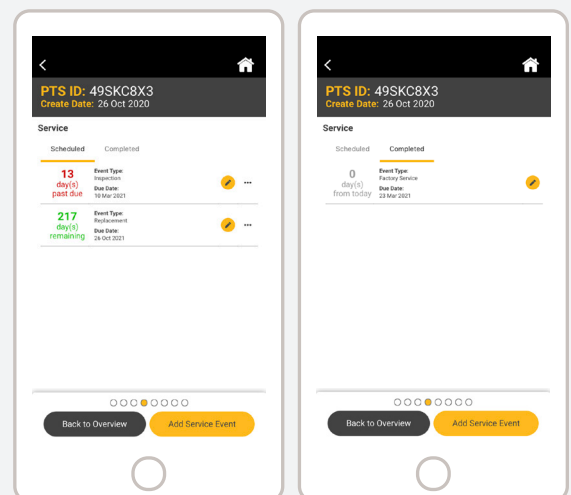 PTS ID: 49SKC8X3
Create Date: 26 Oct 2020
Service
Scheduled Completed
13
day(s)
past due
Event Type:
Inspection
Due Date:
10 Mar 2021
217
day(s)
remaining
Event Type:
Replacement
Due Date:
26 Oct 2021
Back to Overview
Add Service Event
PTS ID: 49SKC8X3
Create Date: 26 Oct 2020
Service
Scheduled Completed
0
day(s)
from today
Event Type:
Factory Service
Due Date:
23 Mar 2021
Back to Overview
Add Service Event